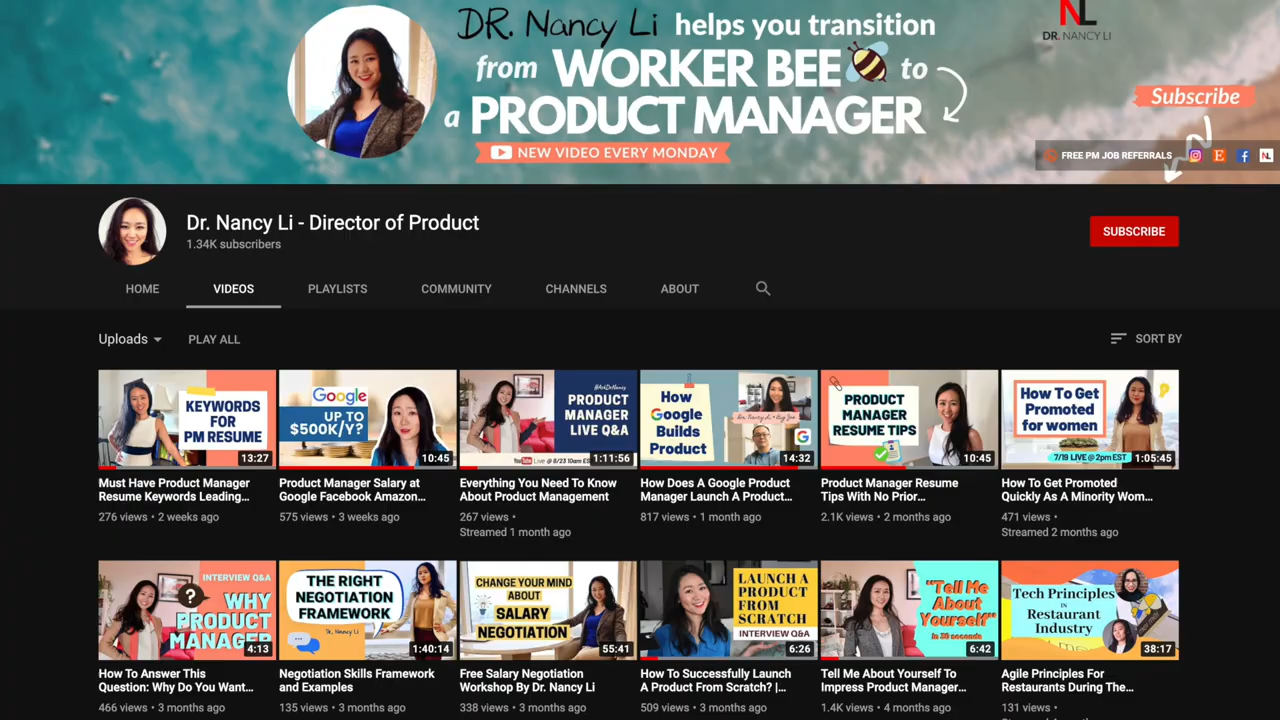 DR. Nancy Li helps you transition
from WORKER BEE to
a PRODUCT MANAGER
NEW VIDEO EVERY MONDAY
NL
DR. NANCY LI
Subscribe
FREE PM JOB REFERRALS
Dr. Nancy Li - Director of Product
1.34K subscribers
SUBSCRIBE
HOME VIDEOS PLAYLISTS COMMUNITY CHANNELS ABOUT
Uploads PLAY ALL SORT BY
KEYWORDS
FOR
PM RESUME
13:27
Must Have Product Manager
Resume Keywords Leading...
276 views • 2 weeks ago
Google
UP TO
$500K/Y?
10:45
Product Manager Salary at
Google Facebook Amazon...
575 views • 3 weeks ago
PRODUCT
MANAGER
LIVE Q&A
YouTube Live @ 8/23 10am
1:11:56
Everything You Need To Know
About Product Management
267 views •
Streamed 1 month ago
How
Google
Builds
Product
14:32
How Does A Google Product
Manager Launch A Product...
817 views • 1 month ago
PRODUCT
MANAGER
RESUME TIPS
10:45
Product Manager Resume
Tips With No Prior...
2.1K views • 2 months ago
How To Get
Promoted
for women
7/19 LIVE @ 2pm EST
1:05:45
How To Get Promoted
Quickly As A Minority Wom...
471 views •
Streamed 2 months ago
INTERVIEW Q&A
?
WHY
PRODUCT
MANAGER
4:13
How To Answer This
Question: Why Do You Want...
466 views • 3 months ago
THE RIGHT
NEGOTIATION
FRAMEWORK
Dr. Nancy Li
1:40:14
Negotiation Skills Framework
and Examples
135 views • 3 months ago
CHANGE YOUR MIND
ABOUT
SALARY
NEGOTIATION
55:41
Free Salary Negotiation
Workshop By Dr. Nancy Li
338 views • 3 months ago
LAUNCH A
PRODUCT
FROM
SCRATCH
INTERVIEW Q&A
6:26
How To Successfully Launch
A Product From Scratch? |...
509 views • 3 months ago
"Tell Me
About
Yourself"
in 30 seconds
6:42
Tell Me About Yourself To
Impress Product Manager...
1.4K views • 4 months ago
Tech Principles
IN
Restaurant
Industry
38:17
Agile Principles For
Restaurants During The...
131 views •